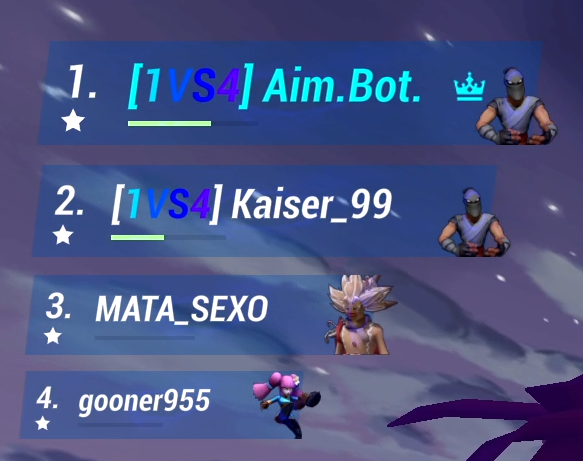 1. [1VS4] Aim.Bot.
2. [1VS4] Kaiser_99
3. MATA_SEXO
4. gooner955